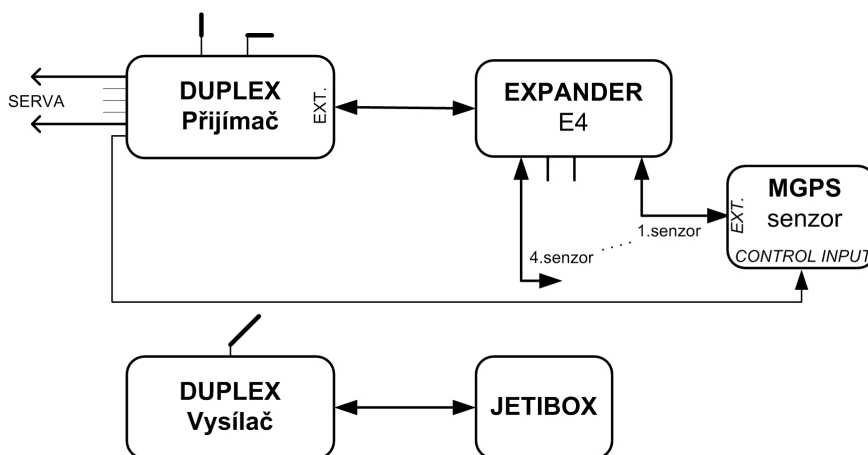 DUPLEX
Přijímač
EXT.
SERVA
EXPANDER
E4
MGPS
senzor
EXT.
CONTROL INPUT
1.senzor
4.senzor
DUPLEX
Vysílač
JETIBOX